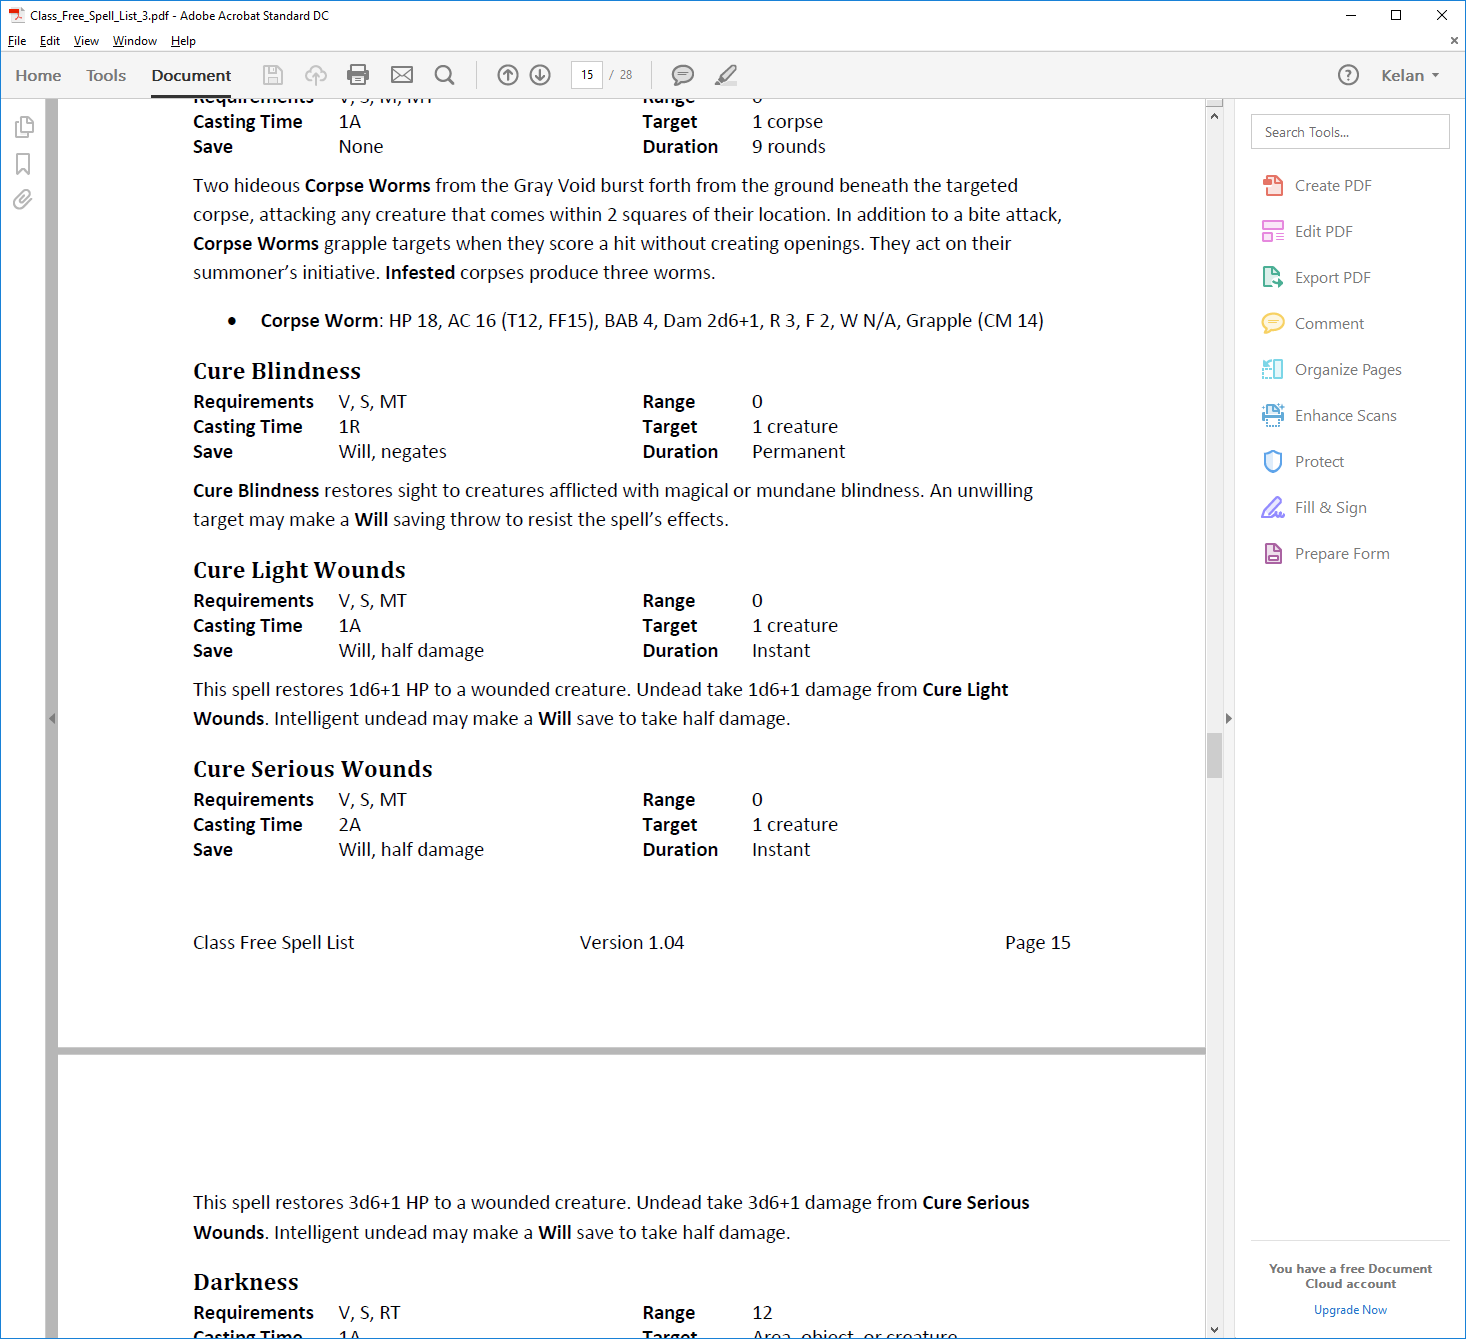 Class_Free_Spell_List_3.pdf - Adobe Acrobat Standard DC
File Edit View Window Help
Home Tools Document 15 / 28 Kelan
Requirements V, S, M, MT Range 0
Casting Time 1A Target 1 corpse
Save None Duration 9 rounds
Two hideous Corpse Worms from the Gray Void burst forth from the ground beneath the targeted
corpse, attacking any creature that comes within 2 squares of their location. In addition to a bite attack,
Corpse Worms grapple targets when they score a hit without creating openings. They act on their
summoner’s initiative. Infested corpses produce three worms.
• Corpse Worm: HP 18, AC 16 (T12, FF15), BAB 4, Dam 2d6+1, R 3, F 2, W N/A, Grapple (CM 14)
Cure Blindness
Requirements V, S, MT Range 0
Casting Time 1R Target 1 creature
Save Will, negates Duration Permanent
Cure Blindness restores sight to creatures afflicted with magical or mundane blindness. An unwilling
target may make a Will saving throw to resist the spell’s effects.
Cure Light Wounds
Requirements V, S, MT Range 0
Casting Time 1A Target 1 creature
Save Will, half damage Duration Instant
This spell restores 1d6+1 HP to a wounded creature. Undead take 1d6+1 damage from Cure Light
Wounds. Intelligent undead may make a Will save to take half damage.
Cure Serious Wounds
Requirements V, S, MT Range 0
Casting Time 2A Target 1 creature
Save Will, half damage Duration Instant
Class Free Spell List Version 1.04 Page 15
This spell restores 3d6+1 HP to a wounded creature. Undead take 3d6+1 damage from Cure Serious
Wounds. Intelligent undead may make a Will save to take half damage.
Darkness
Requirements V, S, RT Range 12
Casting Time 1A Target Area, object, or creature
Search Tools...
Create PDF
Edit PDF
Export PDF
Comment
Organize Pages
Enhance Scans
Protect
Fill & Sign
Prepare Form
You have a free Document
Cloud account
Upgrade Now